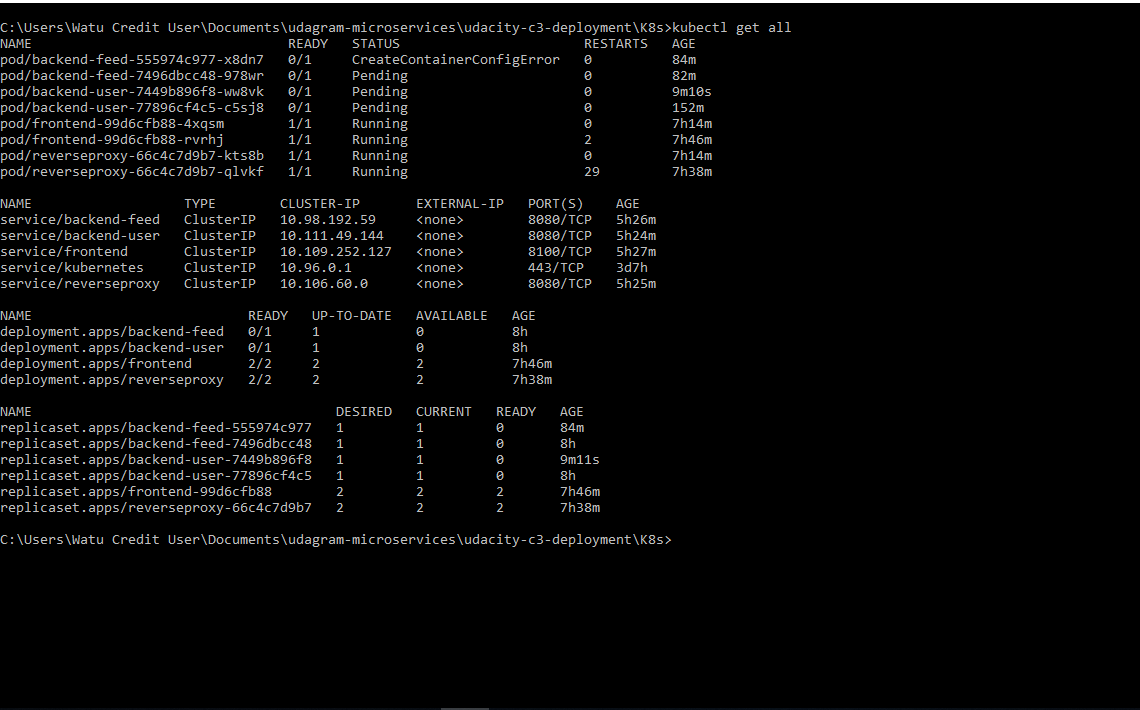 C:\Users\Watu Credit User\Documents\udagram-microservices\udacity-c3-deployment\K8s>kubectl get all
NAME READY STATUS RESTARTS AGE
pod/backend-feed-555974c977-x8dn7 0/1 CreateContainerConfigError 0 84m
pod/backend-feed-7496dbcc48-978wr 0/1 Pending 0 82m
pod/backend-user-7449b896f8-ww8vk 0/1 Pending 0 9m10s
pod/backend-user-77896cf4c5-c5sj8 0/1 Pending 0 152m
pod/frontend-99d6cfb88-4xqsm 1/1 Running 0 7h14m
pod/frontend-99d6cfb88-rvrhj 1/1 Running 2 7h46m
pod/reverseproxy-66c4c7d9b7-kts8b 1/1 Running 0 7h14m
pod/reverseproxy-66c4c7d9b7-qlvkf 1/1 Running 29 7h38m
NAME TYPE CLUSTER-IP EXTERNAL-IP PORT(S) AGE
service/backend-feed ClusterIP 10.98.192.59 <none> 8080/TCP 5h26m
service/backend-user ClusterIP 10.111.49.144 <none> 8080/TCP 5h24m
service/frontend ClusterIP 10.109.252.127 <none> 8100/TCP 5h27m
service/kubernetes ClusterIP 10.96.0.1 <none> 443/TCP 3d7h
service/reverseproxy ClusterIP 10.106.60.0 <none> 8080/TCP 5h25m
NAME READY UP-TO-DATE AVAILABLE AGE
deployment.apps/backend-feed 0/1 1 0 8h
deployment.apps/backend-user 0/1 1 0 8h
deployment.apps/frontend 2/2 2 2 7h46m
deployment.apps/reverseproxy 2/2 2 2 7h38m
NAME DESIRED CURRENT READY AGE
replicaset.apps/backend-feed-555974c977 1 1 0 84m
replicaset.apps/backend-feed-7496dbcc48 1 1 0 8h
replicaset.apps/backend-user-7449b896f8 1 1 0 9m11s
replicaset.apps/backend-user-77896cf4c5 1 1 0 8h
replicaset.apps/frontend-99d6cfb88 2 2 2 7h46m
replicaset.apps/reverseproxy-66c4c7d9b7 2 2 2 7h38m
C:\Users\Watu Credit User\Documents\udagram-microservices\udacity-c3-deployment\K8s>